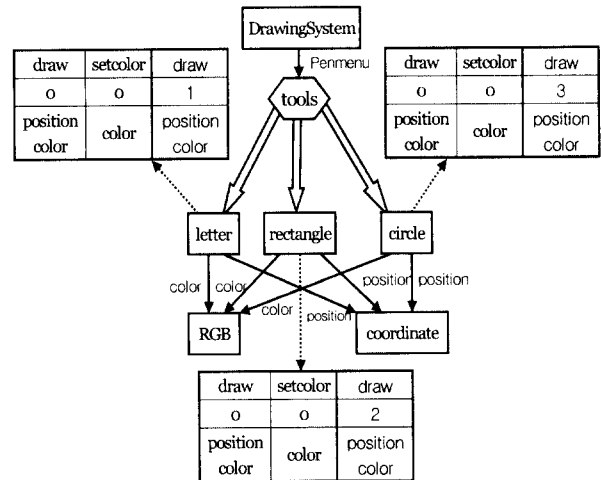 DrawingSystem
Penmenu
tools
draw setcolor draw
o o 1
position color position
color color
draw setcolor draw
o o 3
position color position
color color
letter rectangle circle
color color color position position position
RGB coordinate
draw setcolor draw
o o 2
position color position
color color